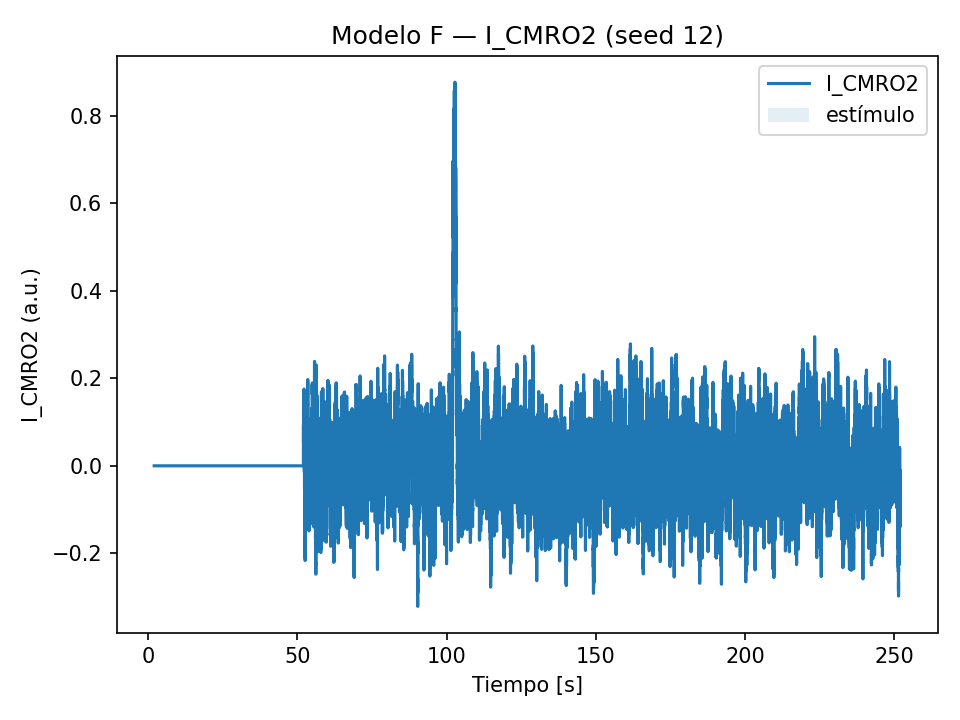 Modelo F — I_CMRO2 (seed 12)
I_CMRO2
estímulo
I_CMRO2 (a.u.)
0.8
0.6
0.4
0.2
0.0
−0.2
0 50 100 150 200 250
Tiempo [s]